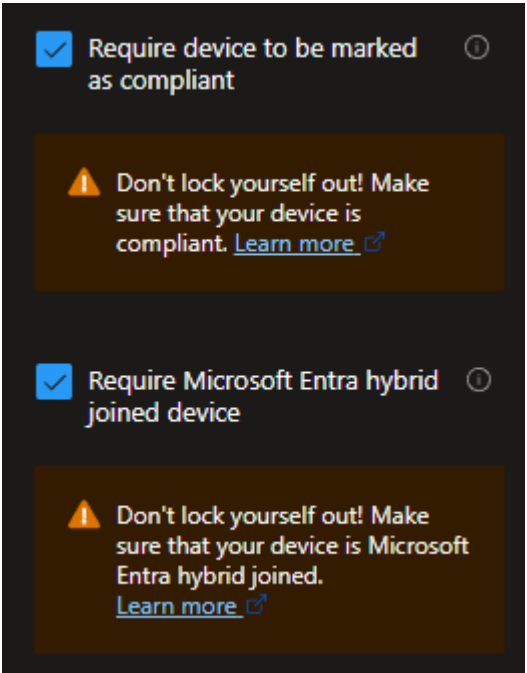 Require device to be marked
as compliant
Don't lock yourself out! Make
sure that your device is
compliant. Learn more
Require Microsoft Entra hybrid
joined device
Don't lock yourself out! Make
sure that your device is Microsoft
Entra hybrid joined.
Learn more